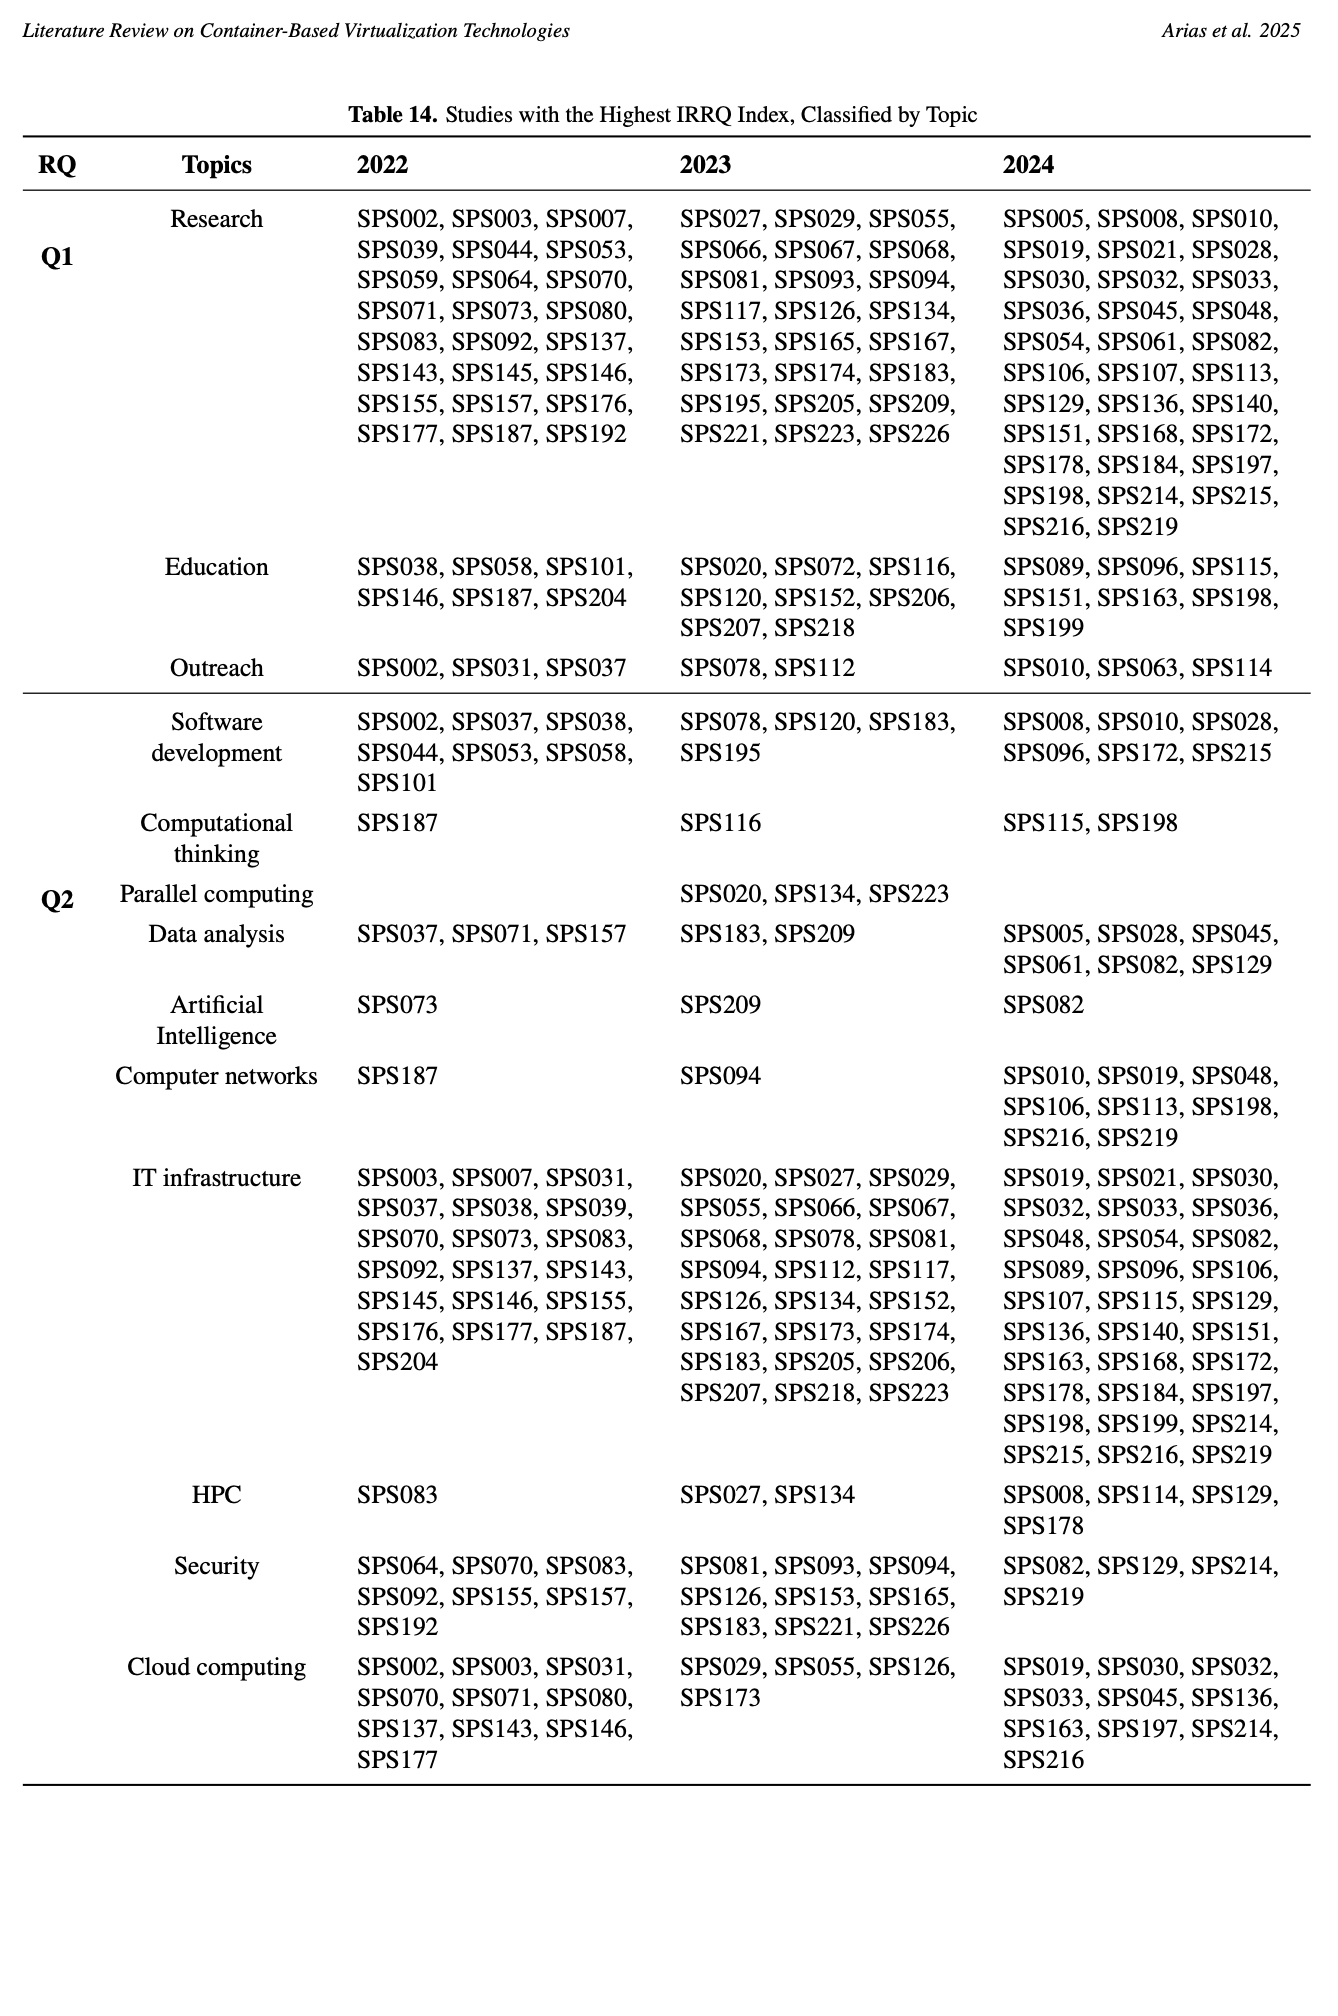 Literature Review on Container-Based Virtualization Technologies Arias et al. 2025
Table 14. Studies with the Highest IRRQ Index, Classified by Topic
RQ Topics 2022 2023 2024
Research SPS002, SPS003, SPS007, SPS027, SPS029, SPS055, SPS005, SPS008, SPS010,
Q1 SPS039, SPS044, SPS053, SPS066, SPS067, SPS068, SPS019, SPS021, SPS028,
SPS059, SPS064, SPS070, SPS081, SPS093, SPS094, SPS030, SPS032, SPS033,
SPS071, SPS073, SPS080, SPS117, SPS126, SPS134, SPS036, SPS045, SPS048,
SPS083, SPS092, SPS137, SPS153, SPS165, SPS167, SPS054, SPS061, SPS082,
SPS143, SPS145, SPS146, SPS173, SPS174, SPS183, SPS106, SPS107, SPS113,
SPS155, SPS157, SPS176, SPS195, SPS205, SPS209, SPS129, SPS136, SPS140,
SPS177, SPS187, SPS192 SPS221, SPS223, SPS226 SPS151, SPS168, SPS172,
SPS178, SPS184, SPS197,
SPS198, SPS214, SPS215,
SPS216, SPS219
Education SPS038, SPS058, SPS101, SPS020, SPS072, SPS116, SPS089, SPS096, SPS115,
SPS146, SPS187, SPS204 SPS120, SPS152, SPS206, SPS151, SPS163, SPS198,
SPS207, SPS218 SPS199
Outreach SPS002, SPS031, SPS037 SPS078, SPS112 SPS010, SPS063, SPS114
Software SPS002, SPS037, SPS038, SPS078, SPS120, SPS183, SPS008, SPS010, SPS028,
development SPS044, SPS053, SPS058, SPS195 SPS096, SPS172, SPS215
SPS101
Computational SPS187 SPS116 SPS115, SPS198
thinking
Q2 Parallel computing SPS020, SPS134, SPS223
Data analysis SPS037, SPS071, SPS157 SPS183, SPS209 SPS005, SPS028, SPS045,
SPS061, SPS082, SPS129
Artificial SPS073 SPS209 SPS082
Intelligence
Computer networks SPS187 SPS094 SPS010, SPS019, SPS048,
SPS106, SPS113, SPS198,
SPS216, SPS219
IT infrastructure SPS003, SPS007, SPS031, SPS020, SPS027, SPS029, SPS019, SPS021, SPS030,
SPS037, SPS038, SPS039, SPS055, SPS066, SPS067, SPS032, SPS033, SPS036,
SPS070, SPS073, SPS083, SPS068, SPS078, SPS081, SPS048, SPS054, SPS082,
SPS092, SPS137, SPS143, SPS094, SPS112, SPS117, SPS089, SPS096, SPS106,
SPS145, SPS146, SPS155, SPS126, SPS134, SPS152, SPS107, SPS115, SPS129,
SPS176, SPS177, SPS187, SPS167, SPS173, SPS174, SPS136, SPS140, SPS151,
SPS204 SPS183, SPS205, SPS206, SPS163, SPS168, SPS172,
SPS207, SPS218, SPS223 SPS178, SPS184, SPS197,
SPS198, SPS199, SPS214,
SPS215, SPS216, SPS219
HPC SPS083 SPS027, SPS134 SPS008, SPS114, SPS129,
SPS178
Security SPS064, SPS070, SPS083, SPS081, SPS093, SPS094, SPS082, SPS129, SPS214,
SPS092, SPS155, SPS157, SPS126, SPS153, SPS165, SPS219
SPS192 SPS183, SPS221, SPS226
Cloud computing SPS002, SPS003, SPS031, SPS029, SPS055, SPS126, SPS019, SPS030, SPS032,
SPS070, SPS071, SPS080, SPS173 SPS033, SPS045, SPS136,
SPS137, SPS143, SPS146, SPS163, SPS197, SPS214,
SPS177 SPS216